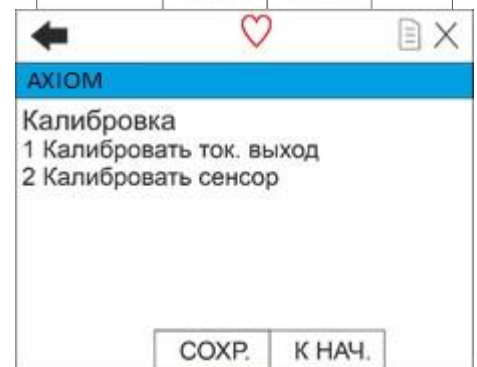 AXIOM
Калибровка
1 Калибровать ток. выход
2 Калибровать сенсор
СОХР. К НАЧ.